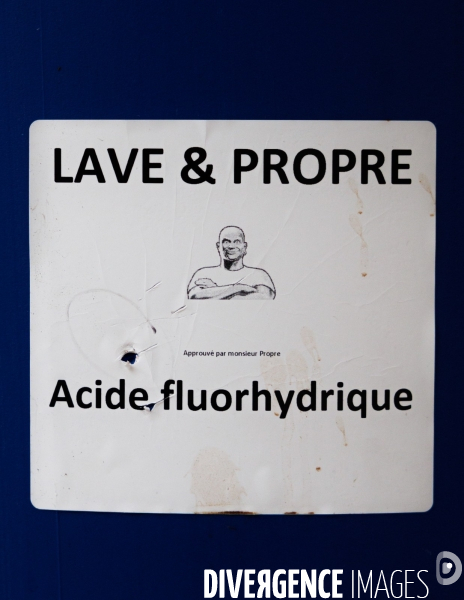 LAVE & PROPRE
Approuvé par monsieur Propre
Acide fluorhydrique
DIVERGENCE IMAGES